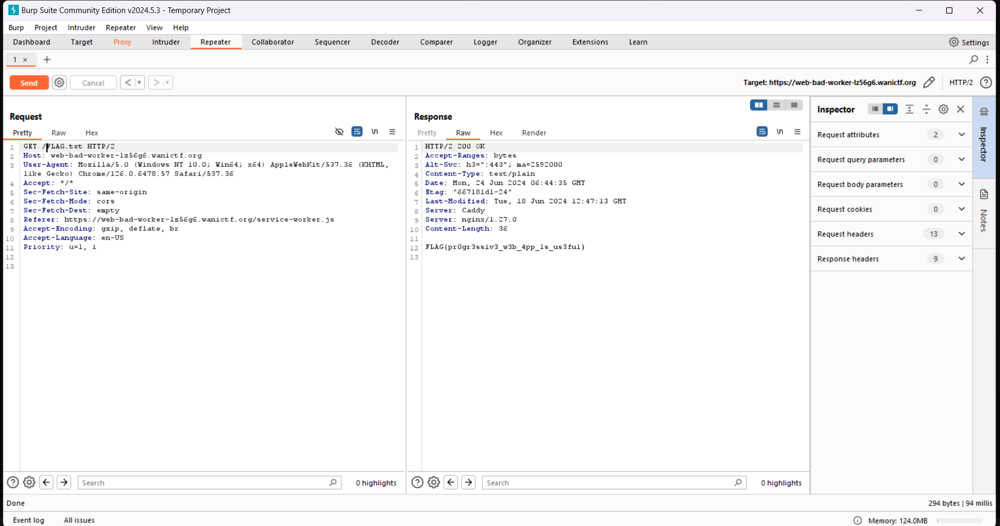 Burp Suite Community Edition v2024.5.3 - Temporary Project
Burp Project Intruder Repeater View Help
Dashboard Target Proxy Intruder Repeater Collaborator Sequencer Decoder Comparer Logger Organizer Extensions Learn Settings
1 × +
Send Cancel < > Target: https://web-bad-worker-lz56g6.wanictf.org HTTP/2
Request
Pretty Raw Hex \n
1 GET /FLAG.txt HTTP/2
2 Host: web-bad-worker-lz56g6.wanictf.org
3 User-Agent: Mozilla/5.0 (Windows NT 10.0; Win64; x64) AppleWebKit/537.36 (KHTML,
like Gecko) Chrome/126.0.6478.57 Safari/537.36
4 Accept: */*
5 Sec-Fetch-Site: same-origin
6 Sec-Fetch-Mode: cors
7 Sec-Fetch-Dest: empty
8 Referer: https://web-bad-worker-lz56g6.wanictf.org/service-worker.js
9 Accept-Encoding: gzip, deflate, br
10 Accept-Language: en-US
11 Priority: u=1, i
12
13
Search 0 highlights
Response
Pretty Raw Hex Render \n
1 HTTP/2 200 OK
2 Accept-Ranges: bytes
3 Alt-Svc: h3=":443"; ma=2592000
4 Content-Type: text/plain
5 Date: Mon, 24 Jun 2024 06:44:35 GMT
6 Etag: "667181d1-24"
7 Last-Modified: Tue, 18 Jun 2024 12:47:13 GMT
8 Server: Caddy
9 Server: nginx/1.27.0
10 Content-Length: 36
11
12 FLAG{pr0gr3ssiv3_w3b_4pp_1s_us3ful}
13
Search 0 highlights
Inspector
Request attributes 2
Request query parameters 0
Request body parameters 0
Request cookies 0
Request headers 13
Response headers 9
Inspector
Notes
Done 294 bytes | 94 millis
Event log All issues Memory: 124.0MB